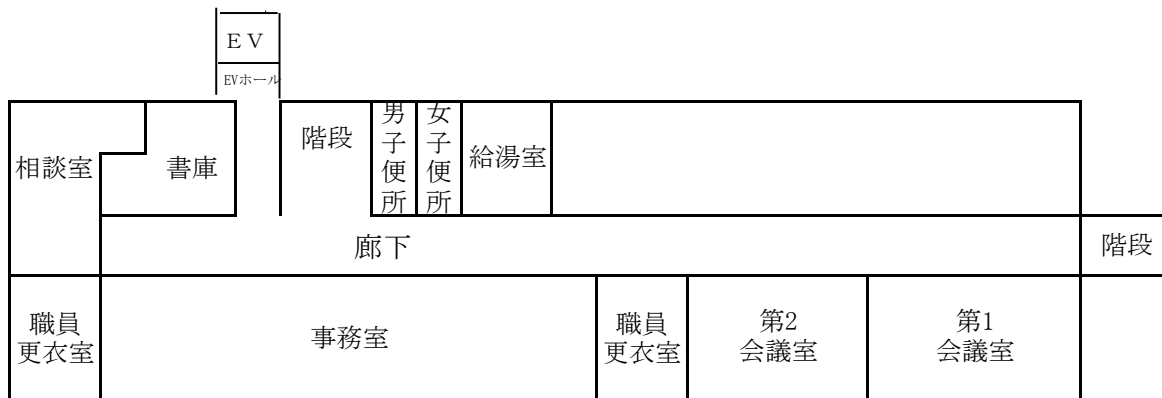 ＥＶ
EVホール
相談室
書庫
階段
男子便所
女子便所
給湯室
廊下
階段
職員
更衣室
事務室
職員
更衣室
第2
会議室
第1
会議室